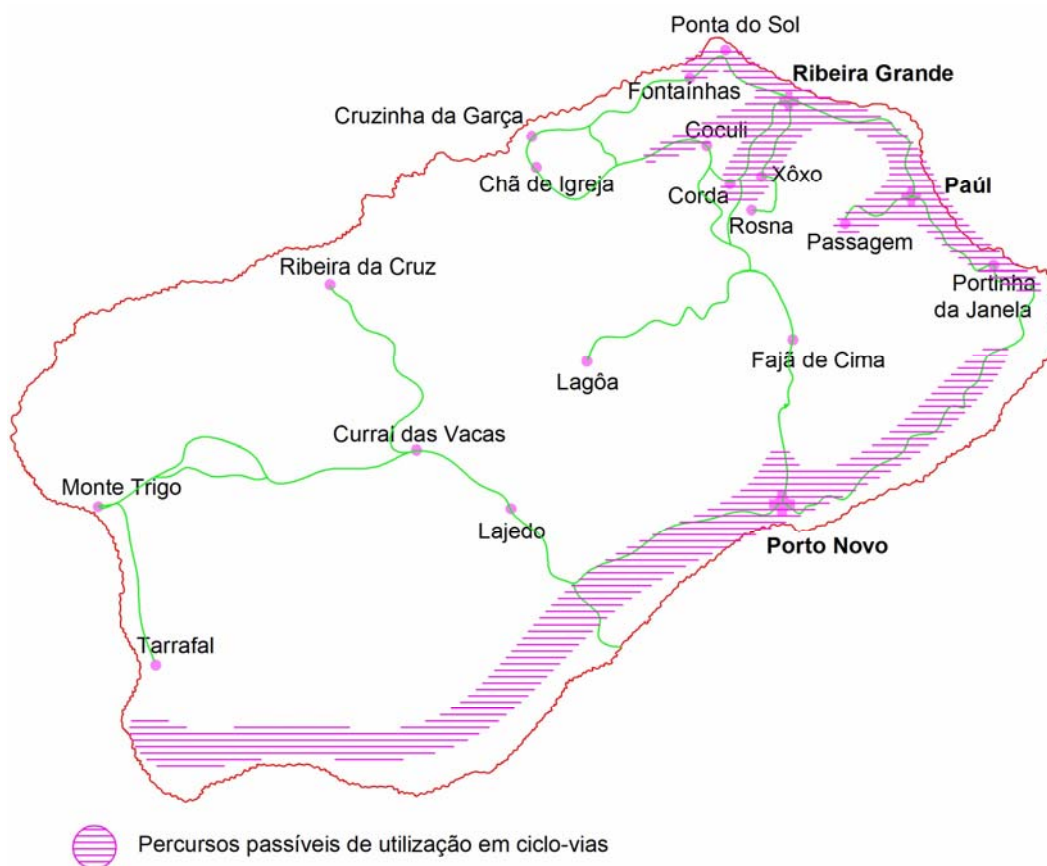 Ponta do Sol
Ribeira Grande
Fontaínhas
Cruzinha da Garça
Coculi
Chã de Igreja
Xôxo
Corda
Paúl
Rosna
Passagem
Ribeira da Cruz
Portinha
da Janela
Fajã de Cima
Lagôa
Curral das Vacas
Monte Trigo
Lajedo
Porto Novo
Tarrafal
Percursos passíveis de utilização em ciclo-vias